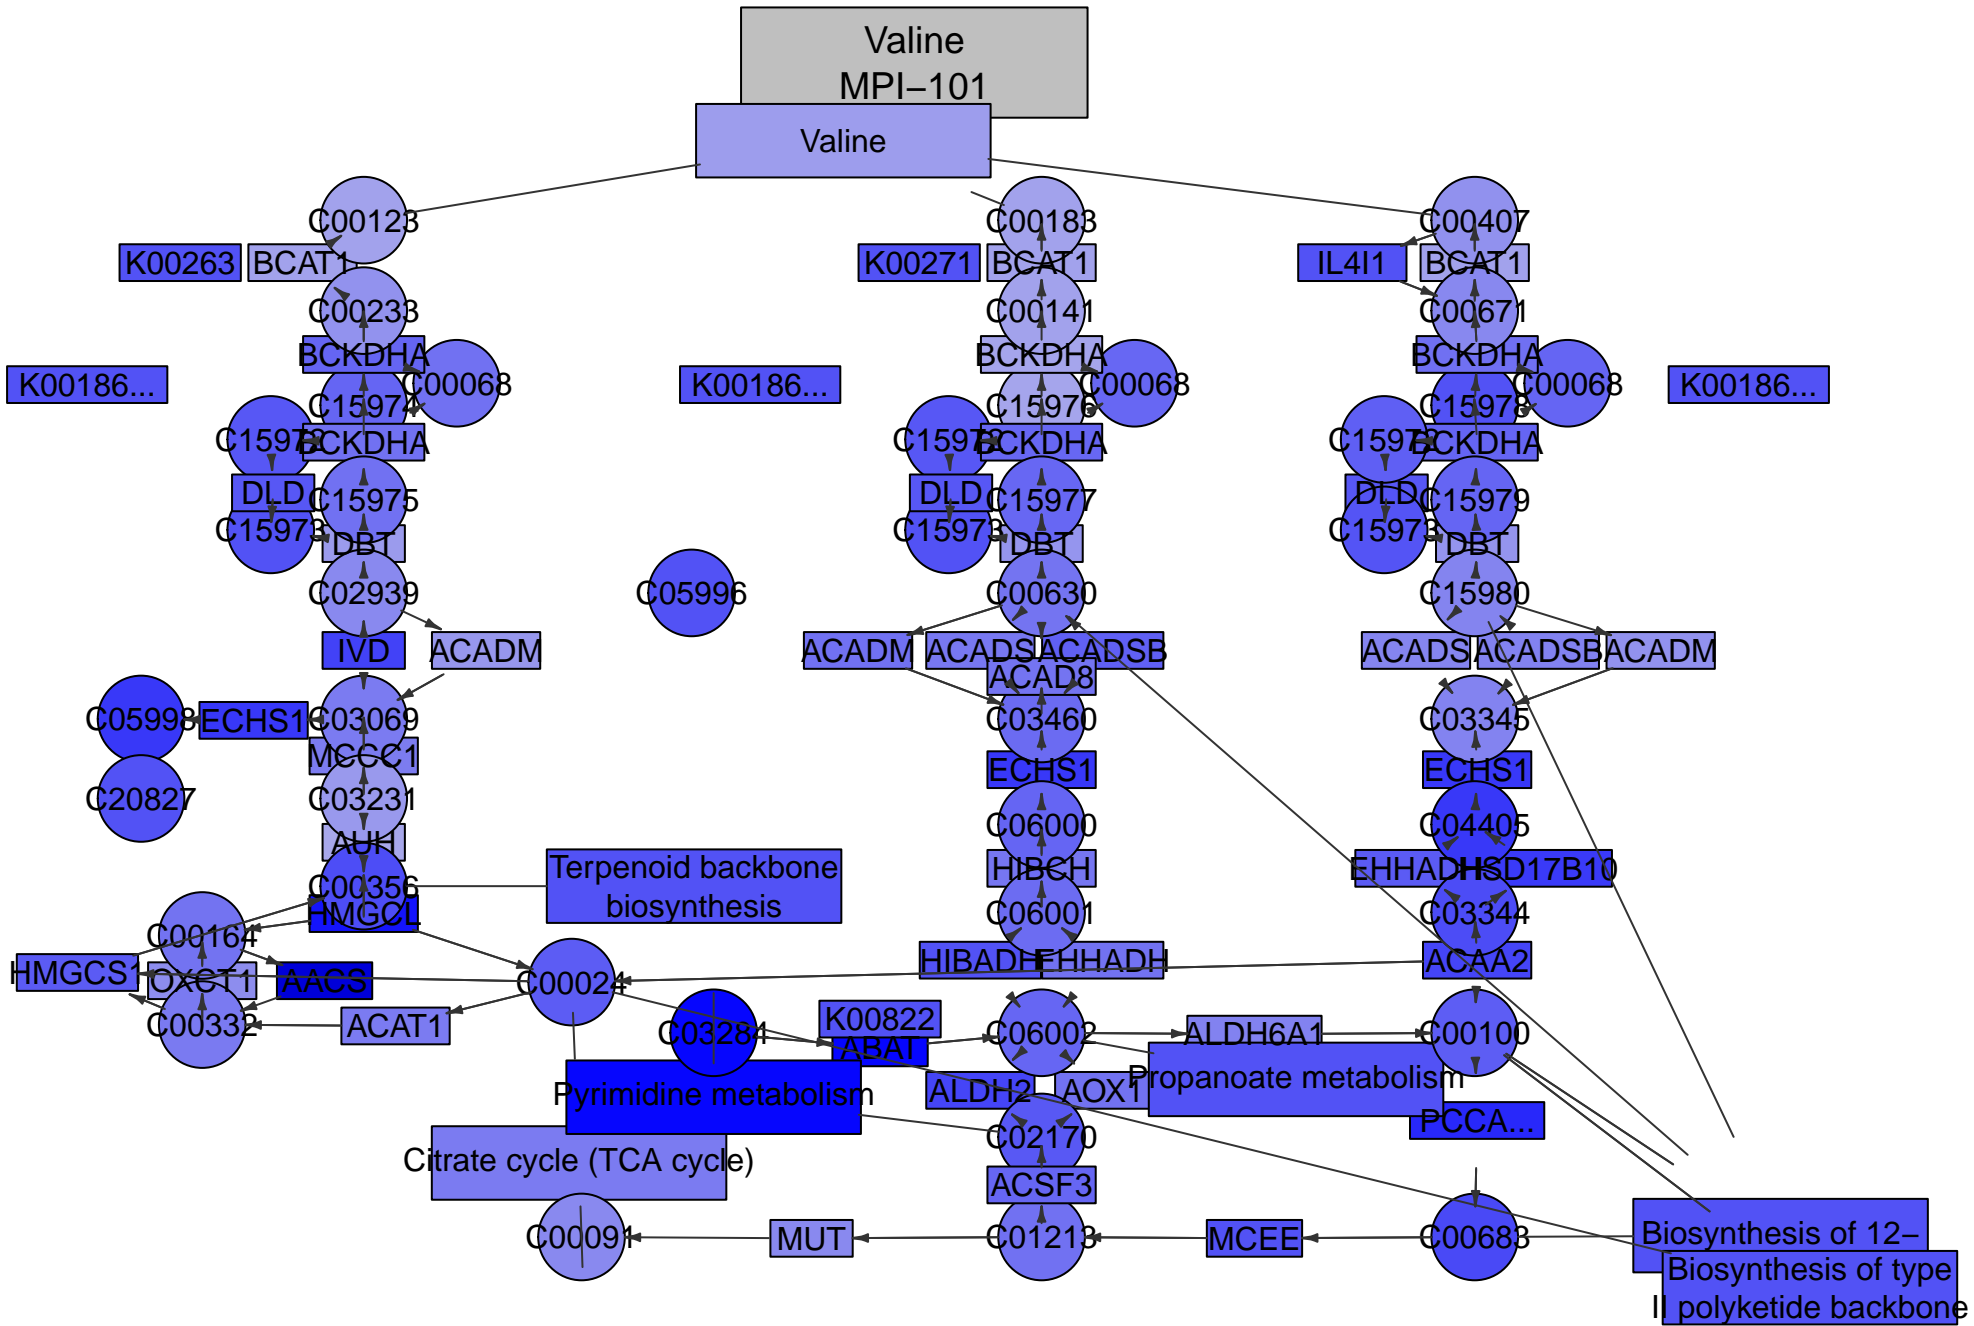 Valine
MPI−101
Valine
C00123
C00183
C00407
K00263
BCAT1
K00271
BCAT1
IL4I1
BCAT1
C00233
C00141
C00671
BCKDHA
BCKDHA
BCKDHA
K00186...
C00068
K00186...
C00068
C00068
K00186...
C15974
C15976
C15978
C15972
BCKDHA
C15972
BCKDHA
C15972
BCKDHA
DLD
C15975
DLD
C15977
DLD
C15979
C15973
DBT
C15973
DBT
C15973
DBT
C02939
C05996
C00630
C15980
IVD
ACADM
ACADM
ACADS
ACADSB
ACADS
ACADSB
ACADM
ACAD8
C05998
ECHS1
C03069
C03460
C03345
MCCC1
ECHS1
ECHS1
C20827
C03231
C06000
C04405
AUH
HIBCH
EHHADH
HSD17B10
C00356
Terpenoid backbone
biosynthesis
HMGCL
C06001
C03344
C00164
HMGCS1
OXCT1
AACS
C00024
HIBADH
EHHADH
ACAA2
C00332
ACAT1
C03284
K00822
ABAT
C06002
ALDH6A1
C00100
Pyrimidine metabolism
ALDH2
AOX1
Propanoate metabolism
PCCA...
C02170
Citrate cycle (TCA cycle)
ACSF3
C00091
MUT
C01213
MCEE
C00683
Biosynthesis of 12−
Biosynthesis of type
II polyketide backbone